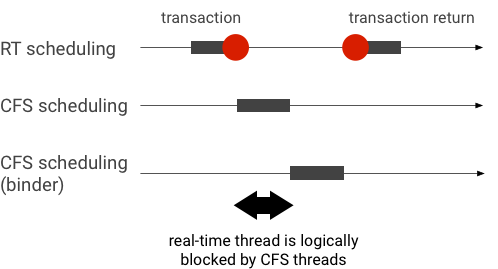 transaction
transaction return
RT scheduling
CFS scheduling
CFS scheduling
(binder)
real-time thread is logically
blocked by CFS threads